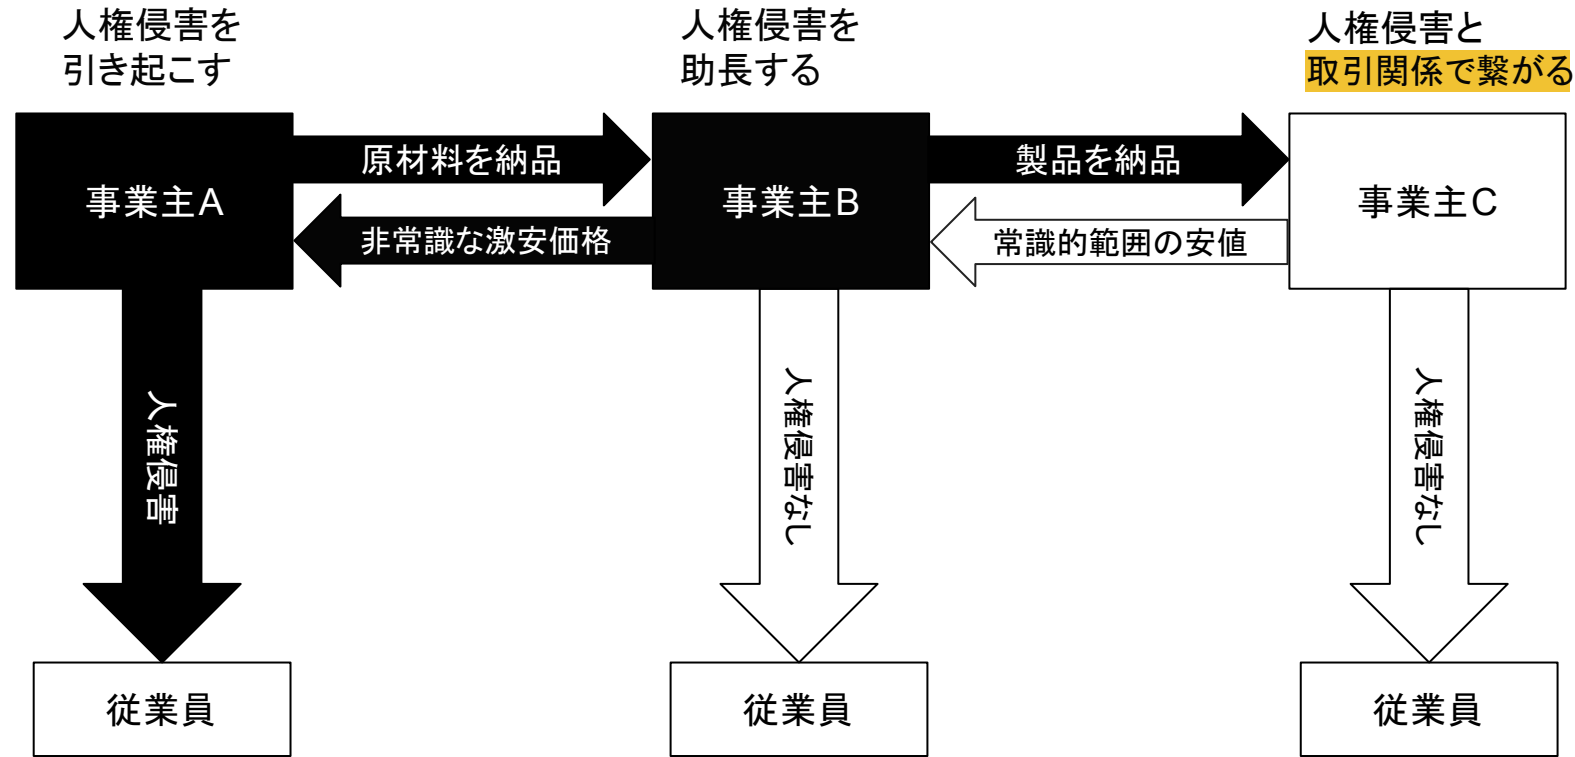 人権侵害を
引き起こす
人権侵害を
助長する
人権侵害と
取引関係で繋がる
事業主A
原材料を納品
非常識な激安価格
事業主B
製品を納品
常識的範囲の安値
事業主C
人権侵害
人権侵害なし
人権侵害なし
従業員
従業員
従業員